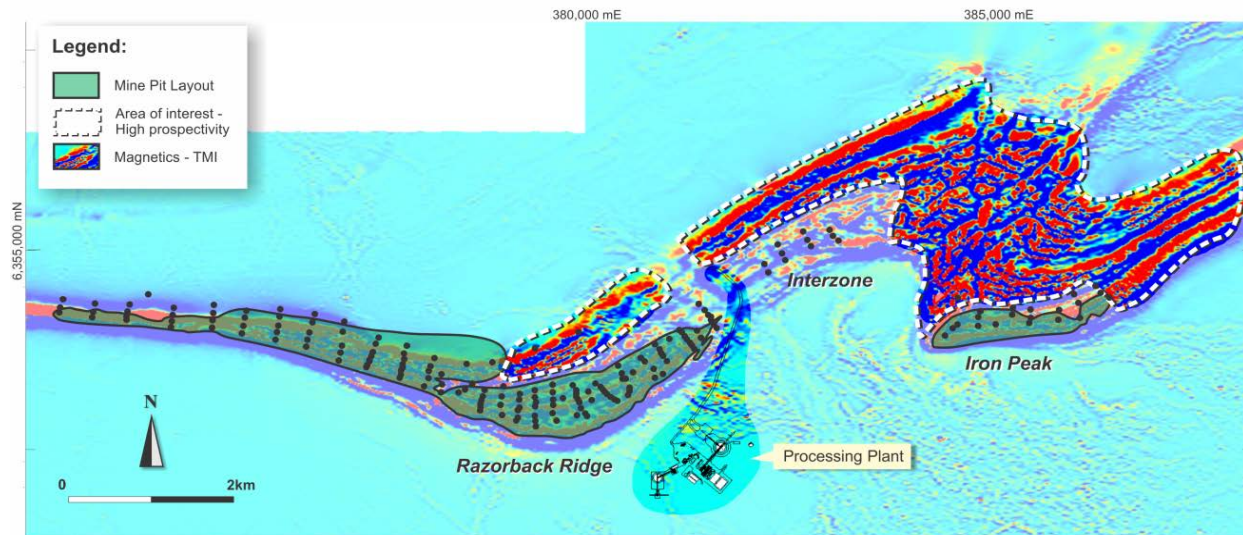 380,000 mE
385,000 mE
Legend:
Mine Pit Layout
Area of interest -
High prospectivity
Magnetics - TMI
6,355,000 mN
Interzone
Iron Peak
N
Razorback Ridge
Processing Plant
0
2km